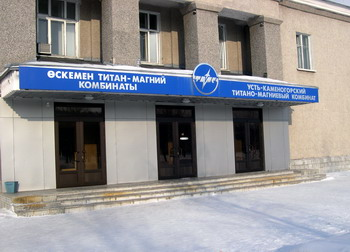 ӨСКЕМЕН ТИТАН-МАГНИЙ
КОМБИНАТЫ
УСТЬ-КАМЕНОГОРСКИЙ
ТИТАНО-МАГНИЕВЫЙ КОМБИНАТ